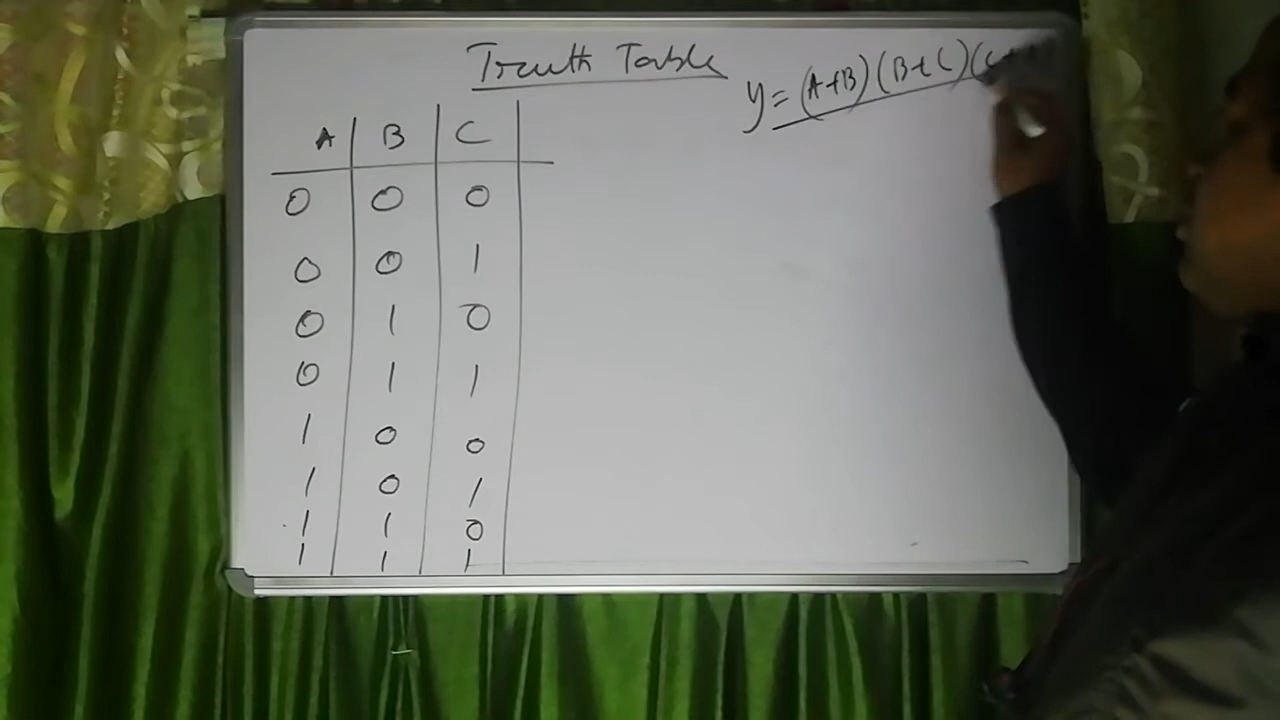 Truth Table
y = (A+B)(B+C)(C+
A B C
0 0 0
0 0 1
0 1 0
0 1 1
1 0 0
1 0 1
1 1 0
1 1 1